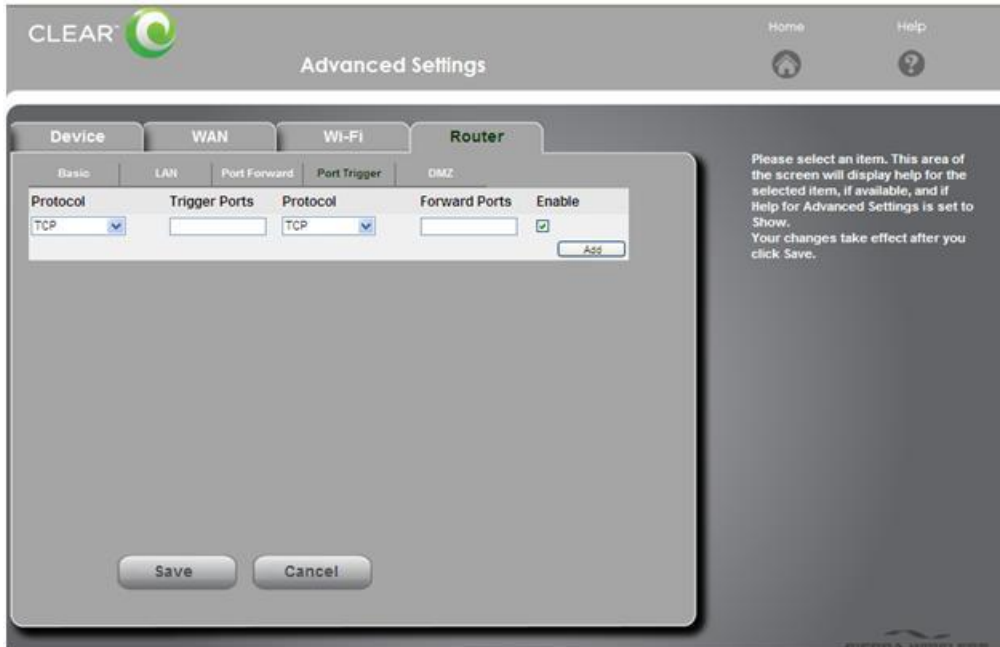 CLEAR
Advanced Settings
Home
Help
Device
WAN
Wi-Fi
Router
Basic
LAN
Port Forward
Port Trigger
DMZ
Protocol
Trigger Ports
Protocol
Forward Ports
Enable
TCP
TCP
Add
Save
Cancel
Please select an item. This area of
the screen will display help for the
selected item, if available, and if
Help for Advanced Settings is set to
Show.
Your changes take effect after you
click Save.